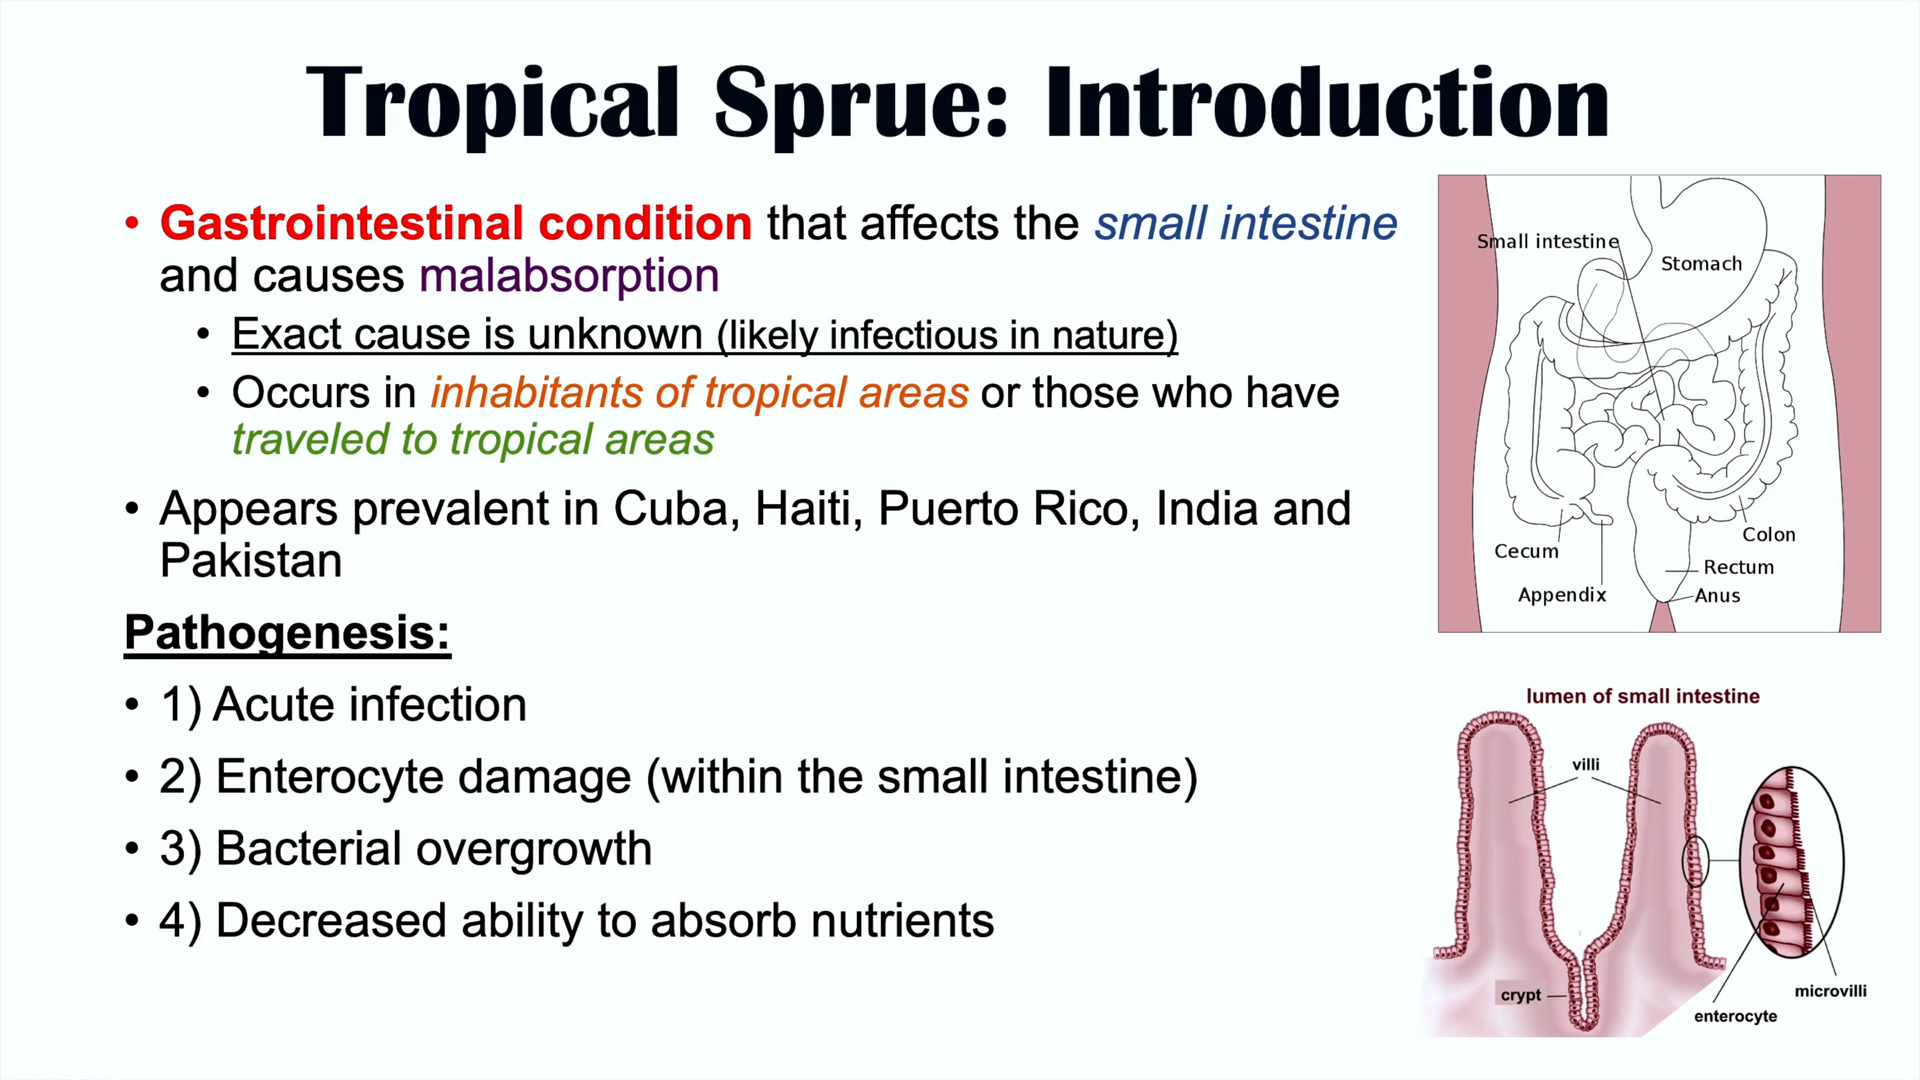 Tropical Sprue: Introduction
• Gastrointestinal condition that affects the small intestine
and causes malabsorption
• Exact cause is unknown (likely infectious in nature)
• Occurs in inhabitants of tropical areas or those who have
traveled to tropical areas
• Appears prevalent in Cuba, Haiti, Puerto Rico, India and
Pakistan
Pathogenesis:
• 1) Acute infection
• 2) Enterocyte damage (within the small intestine)
• 3) Bacterial overgrowth
• 4) Decreased ability to absorb nutrients
Small intestine
Stomach
Colon
Cecum
Rectum
Appendix
Anus
lumen of small intestine
villi
crypt
microvilli
enterocyte